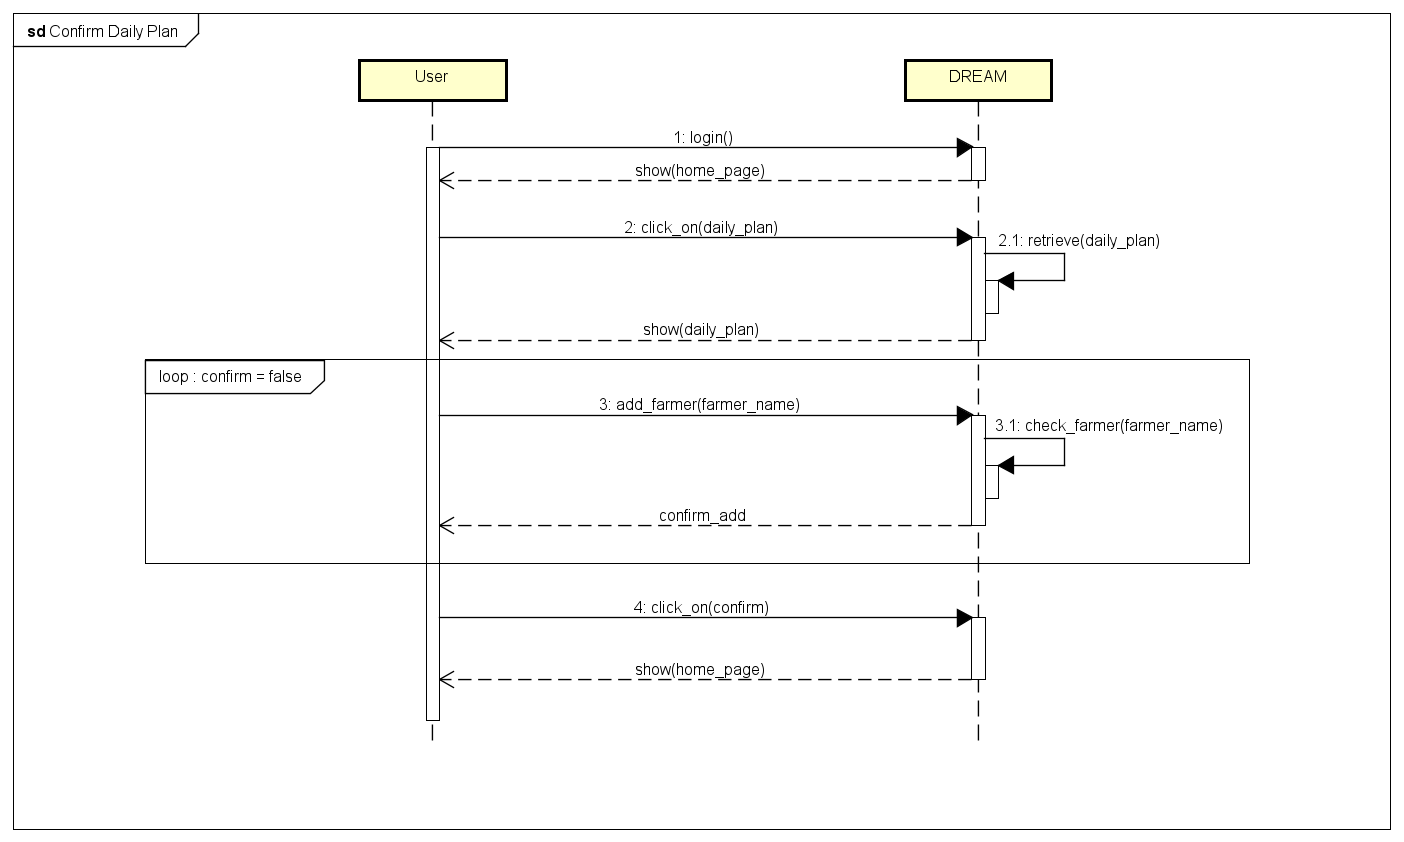 sd Confirm Daily Plan
User
DREAM
1: login()
show(home_page)
2: click_on(daily_plan)
2.1: retrieve(daily_plan)
show(daily_plan)
loop : confirm = false
3: add_farmer(farmer_name)
3.1: check_farmer(farmer_name)
confirm_add
4: click_on(confirm)
show(home_page)